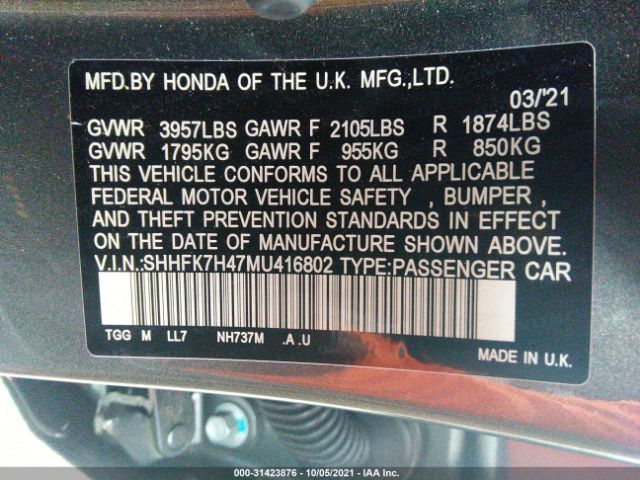 MFD.BY HONDA OF THE U.K. MFG.,LTD.
03/'21
GVWR 3957LBS GAWR F 2105LBS R 1874LBS
GVWR 1795KG GAWR F 955KG R 850KG
THIS VEHICLE CONFORMS TO ALL APPLICABLE
FEDERAL MOTOR VEHICLE SAFETY , BUMPER ,
AND THEFT PREVENTION STANDARDS IN EFFECT
ON THE DATE OF MANUFACTURE SHOWN ABOVE.
V.I.N.:SHHFK7H47MU416802 TYPE:PASSENGER CAR
TGG M LL7 NH737M .A .U
MADE IN U.K.
000-31423876 - 10/05/2021 - IAA Inc.